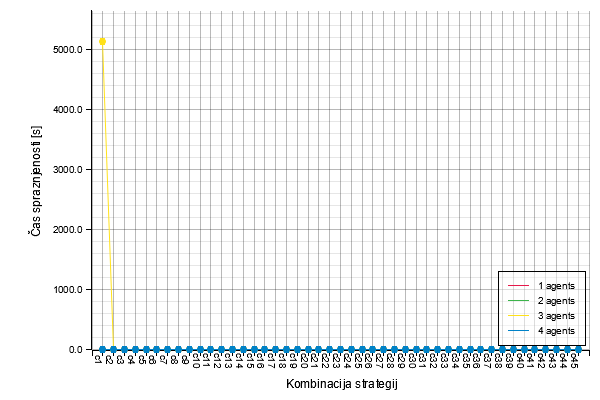 Čas spraznjenosti [s]
5000.0
4000.0
3000.0
2000.0
1000.0
0.0
1 agents
2 agents
3 agents
4 agents
c1 c2 c3 c4 c5 c6 c7 c8 c9 c10 c11 c12 c13 c14 c15 c16 c17 c18 c19 c20 c21 c22 c23 c24 c25 c26 c27 c28 c29 c30 c31 c32 c33 c34 c35 c36 c37 c38 c39 c40 c41 c42 c43 c44 c45
Kombinacija strategij